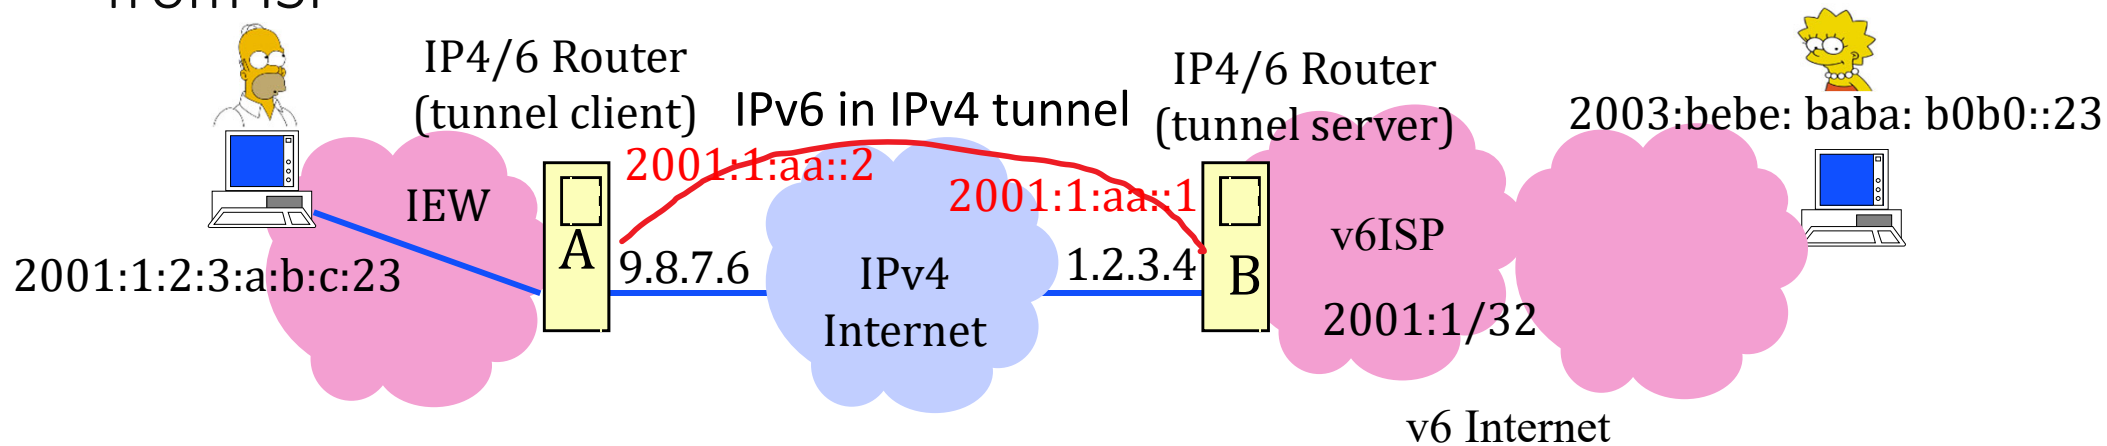 from ISP
IP4/6 Router
(tunnel client)
IPv6 in IPv4 tunnel
IP4/6 Router
(tunnel server)
2003:bebe: baba: b0b0::23
2001:1:aa::2
2001:1:aa::1
IEW
A
9.8.7.6
IPv4
Internet
1.2.3.4
B
v6ISP
2001:1/32
2001:1:2:3:a:b:c:23
v6 Internet